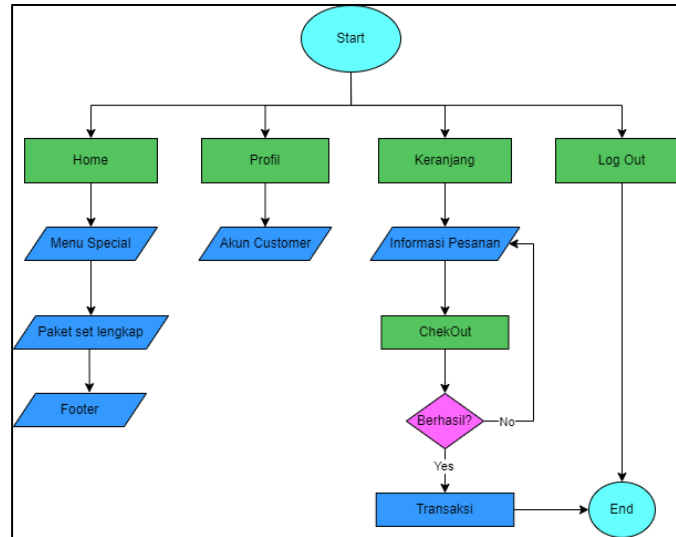 Start
Home
Profil
Keranjang
Log Out
Menu Special
Akun Customer
Informasi Pesanan
Paket set lengkap
ChekOut
Footer
Berhasil?
No
Yes
Transaksi
End